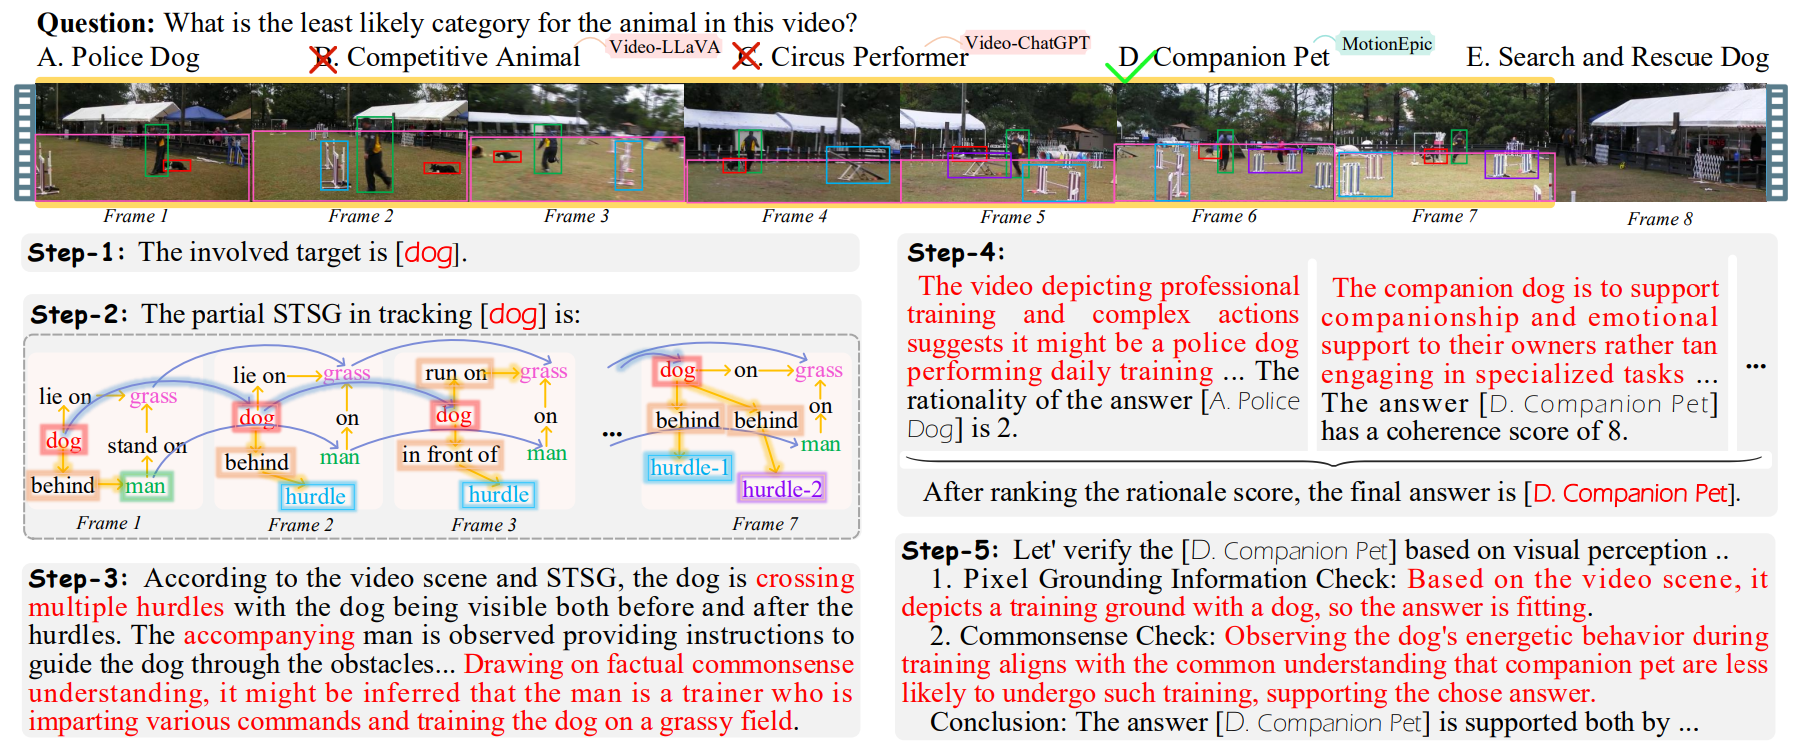 Question: What is the least likely category for the animal in this video?
A. Police Dog B. Competitive Animal Video-LLaVA C. Circus Performer Video-ChatGPT D. Companion Pet MotionEpic E. Search and Rescue Dog
Frame 1 Frame 2 Frame 3 Frame 4 Frame 5 Frame 6 Frame 7 Frame 8
Step-1: The involved target is [dog].
Step-2: The partial STSG in tracking [dog] is:
lie on grass
dog stand on
behind man
Frame 1
lie on grass
dog on
behind man
hurdle
Frame 2
run on grass
dog on
in front of man
hurdle
Frame 3
...
dog on grass
behind behind on
man
hurdle-1
hurdle-2
Frame 7
Step-3: According to the video scene and STSG, the dog is crossing
multiple hurdles with the dog being visible both before and after the
hurdles. The accompanying man is observed providing instructions to
guide the dog through the obstacles... Drawing on factual commonsense
understanding, it might be inferred that the man is a trainer who is
imparting various commands and training the dog on a grassy field.
Step-4:
The video depicting professional
training and complex actions
suggests it might be a police dog
performing daily training ... The
rationality of the answer [A. Police
Dog] is 2.
The companion dog is to support
companionship and emotional
support to their owners rather tan
engaging in specialized tasks ...
The answer [D. Companion Pet]
has a coherence score of 8.
...
After ranking the rationale score, the final answer is [D. Companion Pet].
Step-5: Let' verify the [D. Companion Pet] based on visual perception ..
1. Pixel Grounding Information Check: Based on the video scene, it
depicts a training ground with a dog, so the answer is fitting.
2. Commonsense Check: Observing the dog's energetic behavior during
training aligns with the common understanding that companion pet are less
likely to undergo such training, supporting the chose answer.
Conclusion: The answer [D. Companion Pet] is supported both by ...